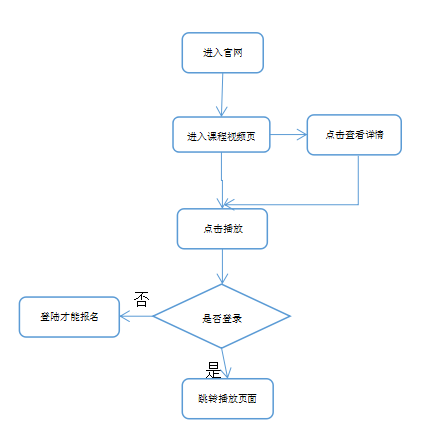 进入官网
进入课程视频页
点击查看详情
点击播放
否
登陆才能报名
是否登录
是
跳转播放页面